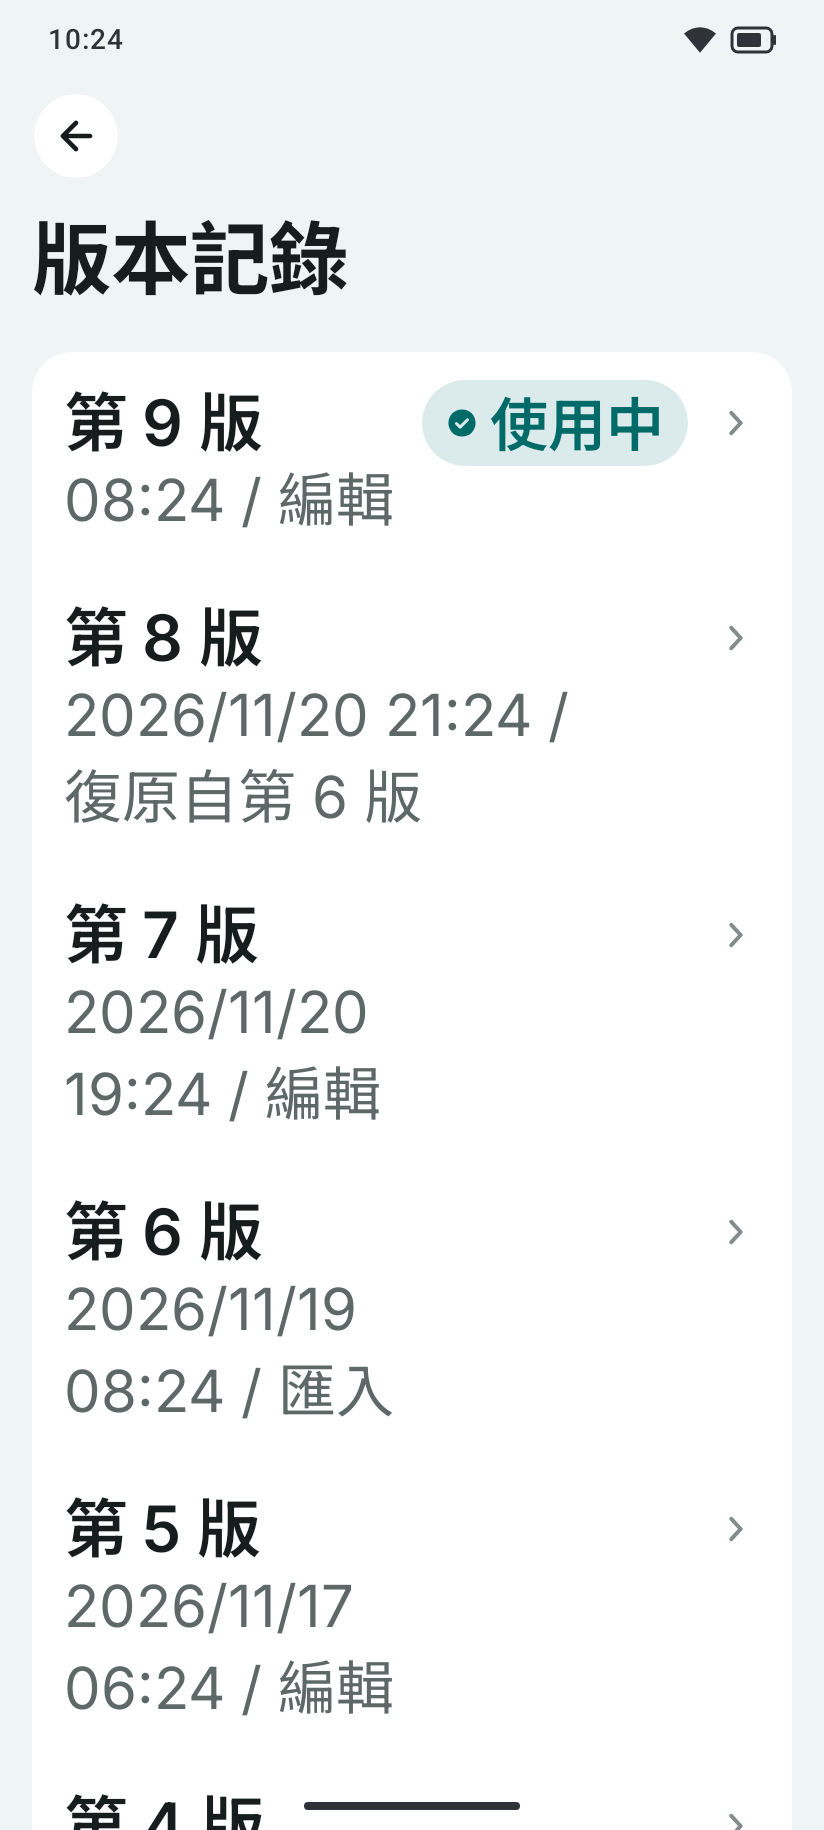 10:24
版本記錄
第 9 版
使用中
08:24 / 編輯
第 8 版
2026/11/20 21:24 /
復原自第 6 版
第 7 版
2026/11/20
19:24 / 編輯
第 6 版
2026/11/19
08:24 / 匯入
第 5 版
2026/11/17
06:24 / 編輯
第 4 版